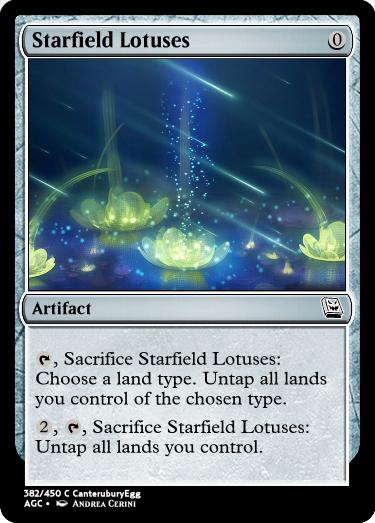 Starfield Lotuses 0
Artifact
, Sacrifice Starfield Lotuses:
Choose a land type. Untap all lands
you control of the chosen type.
2, , Sacrifice Starfield Lotuses:
Untap all lands you control.
382/450 C CanteruburyEgg
AGC • Andrea Cerini